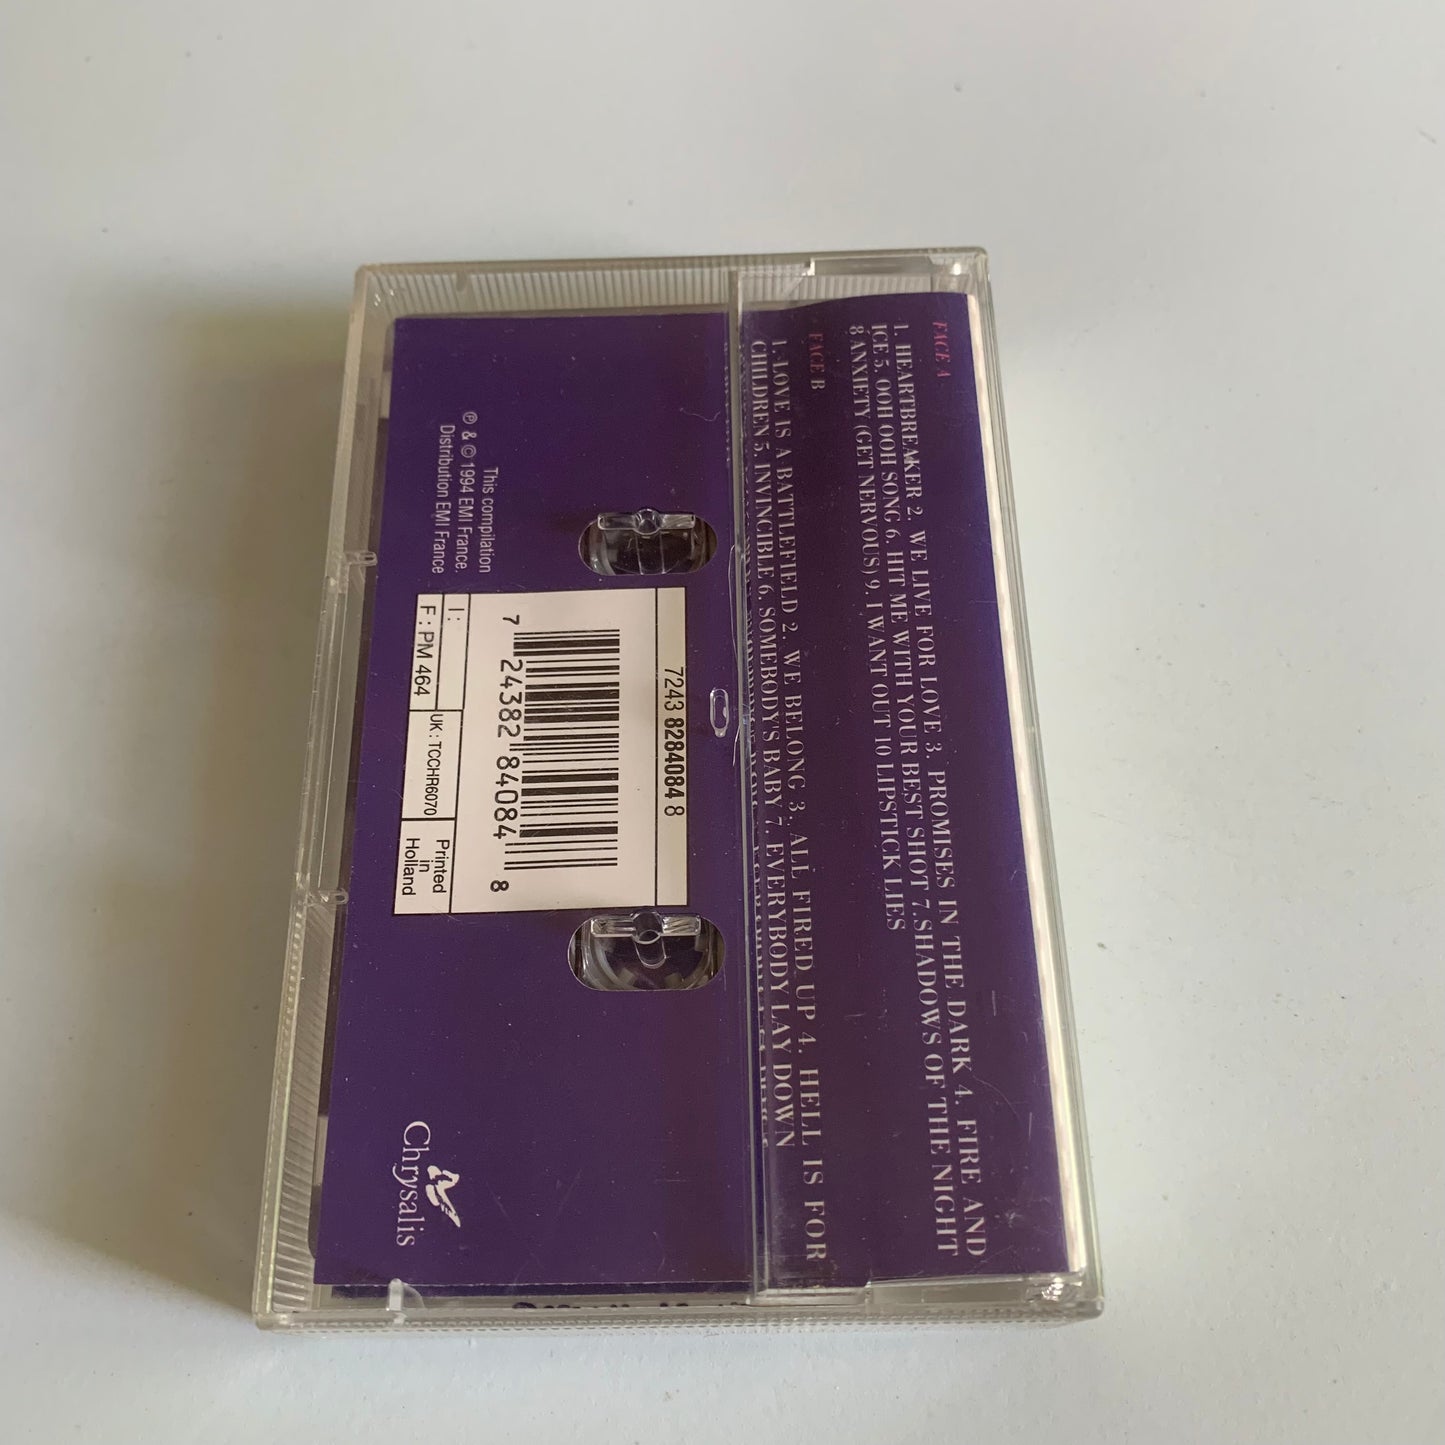 FACE A
1. HEARTBREAKER 2. WE LIVE FOR LOVE 3. PROMISES IN THE DARK 4. FIRE AND
ICE 5. OOH OOH SONG 6. HIT ME WITH YOUR BEST SHOT 7. SHADOWS OF THE NIGHT
8 ANXIETY (GET NERVOUS) 9. I WANT OUT 10 LIPSTICK LIES
FACE B
1. LOVE IS A BATTLEFIELD 2. WE BELONG 3. ALL FIRED UP 4. HELL IS FOR
CHILDREN 5. INVINCIBLE 6. SOMEBODY'S BABY 7. EVERYBODY LAY DOWN
This compilation
℗ & © 1994 EMI France.
Distribution EMI France
7243 8284084 8
7 24382 84084 8
I :
F : PM 464
UK : TCCHR6070
Printed
in
Holland
Chrysalis